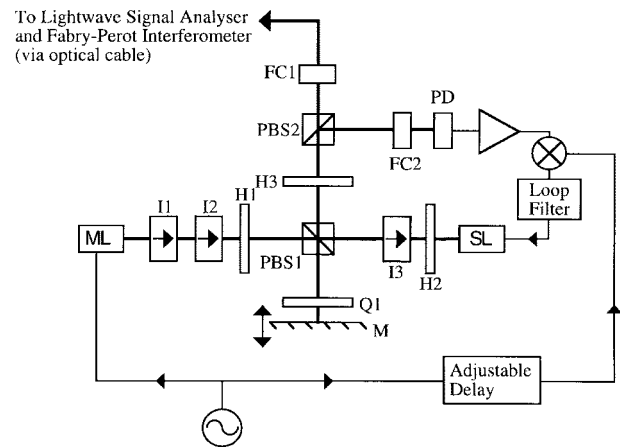 To Lightwave Signal Analyser
and Fabry-Perot Interferometer
(via optical cable)
FC1
PBS2
PD
FC2
H3
H1
I1
I2
ML
PBS1
I3
H2
SL
Loop
Filter
Q1
M
Adjustable
Delay